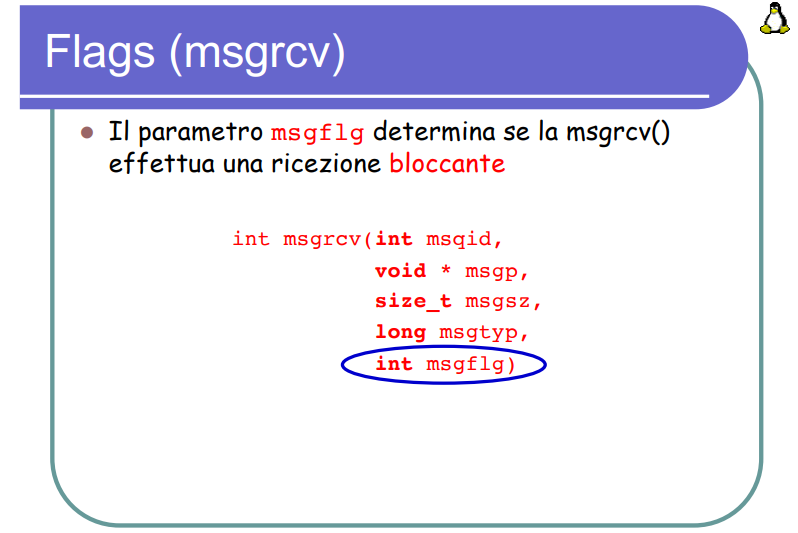 Flags (msgrcv)
Il parametro msgflg determina se la msgrcv()
effettua una ricezione bloccante
int msgrcv(int msqid,
void * msgp,
size_t msgsz,
long msgtyp,
int msgflg)